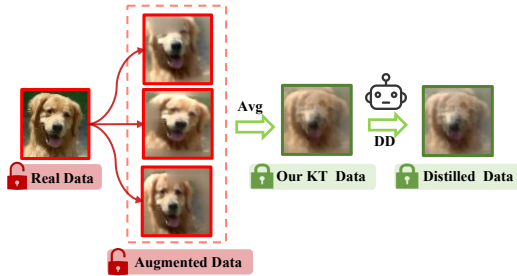 Avg
DD
Real Data
Our KT Data
Distilled Data
Augmented Data